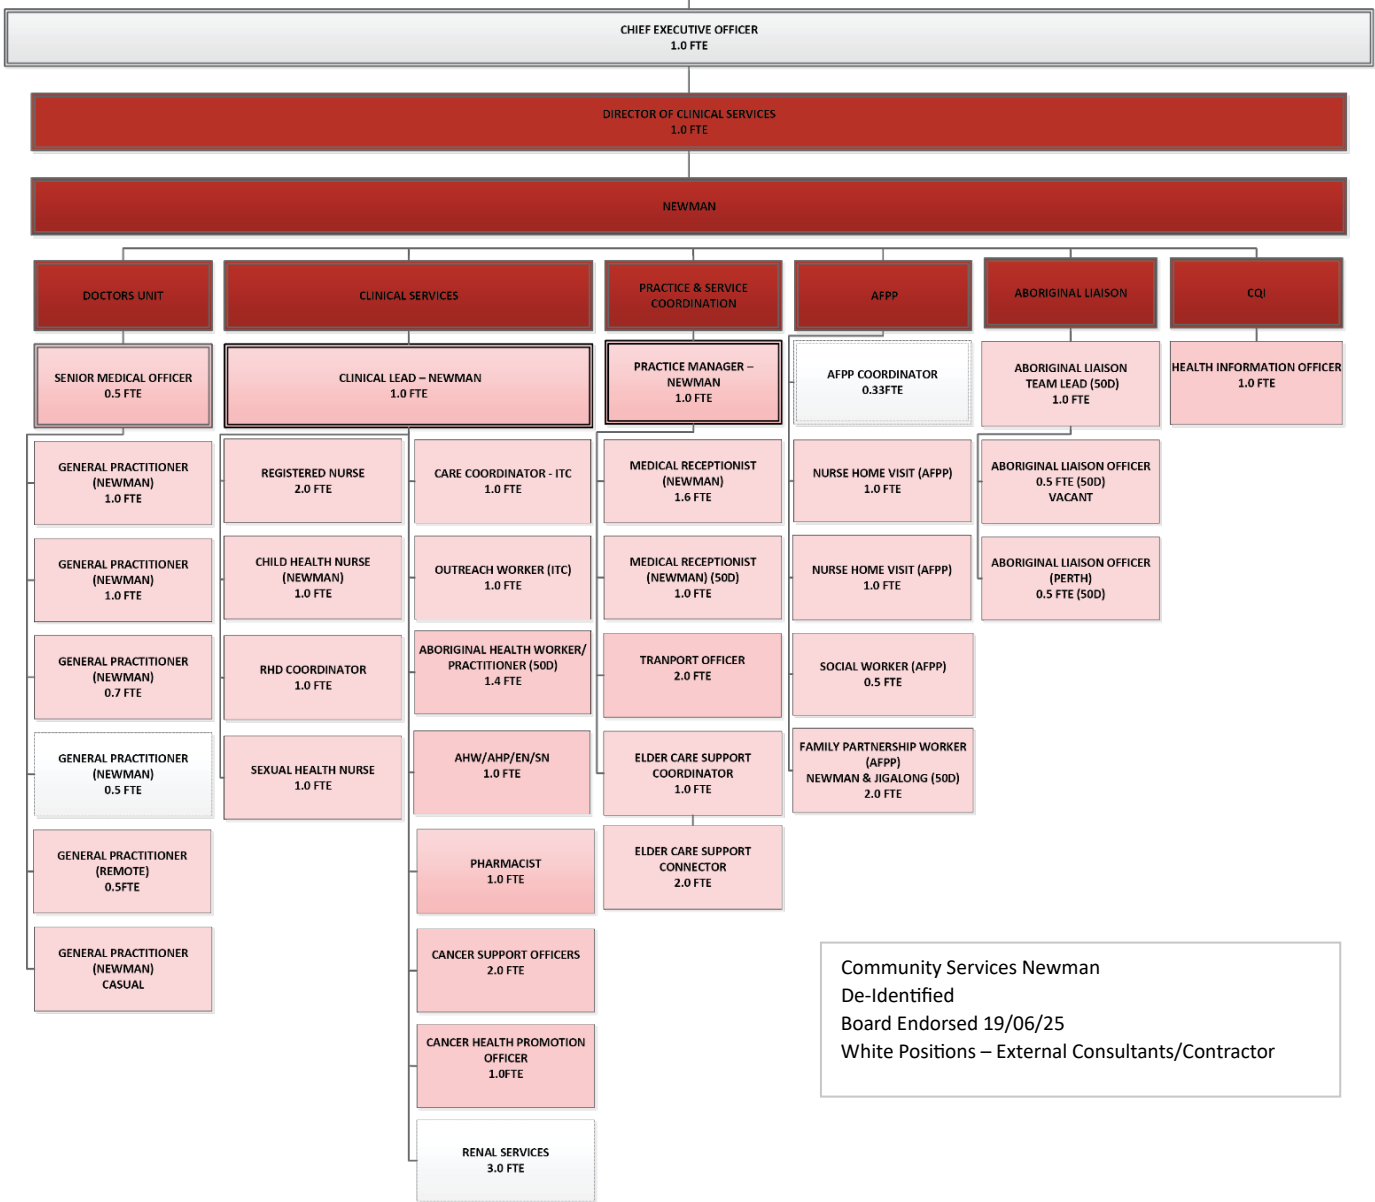 CHIEF EXECUTIVE OFFICER
1.0 FTE
DIRECTOR OF CLINICAL SERVICES
1.0 FTE
NEWMAN
DOCTORS UNIT
CLINICAL SERVICES
PRACTICE & SERVICE
COORDINATION
AFPP
ABORIGINAL LIAISON
CQI
SENIOR MEDICAL OFFICER
0.5 FTE
CLINICAL LEAD – NEWMAN
1.0 FTE
PRACTICE MANAGER –
NEWMAN
1.0 FTE
AFPP COORDINATOR
0.33FTE
ABORIGINAL LIAISON
TEAM LEAD (50D)
1.0 FTE
HEALTH INFORMATION OFFICER
1.0 FTE
GENERAL PRACTITIONER
(NEWMAN)
1.0 FTE
GENERAL PRACTITIONER
(NEWMAN)
1.0 FTE
GENERAL PRACTITIONER
(NEWMAN)
0.7 FTE
GENERAL PRACTITIONER
(NEWMAN)
0.5 FTE
GENERAL PRACTITIONER
(REMOTE)
0.5FTE
GENERAL PRACTITIONER
(NEWMAN)
CASUAL
REGISTERED NURSE
2.0 FTE
CHILD HEALTH NURSE
(NEWMAN)
1.0 FTE
RHD COORDINATOR
1.0 FTE
SEXUAL HEALTH NURSE
1.0 FTE
CARE COORDINATOR - ITC
1.0 FTE
OUTREACH WORKER (ITC)
1.0 FTE
ABORIGINAL HEALTH WORKER/
PRACTITIONER (50D)
1.4 FTE
AHW/AHP/EN/SN
1.0 FTE
PHARMACIST
1.0 FTE
CANCER SUPPORT OFFICERS
2.0 FTE
CANCER HEALTH PROMOTION
OFFICER
1.0FTE
RENAL SERVICES
3.0 FTE
MEDICAL RECEPTIONIST
(NEWMAN)
1.6 FTE
MEDICAL RECEPTIONIST
(NEWMAN) (50D)
1.0 FTE
TRANPORT OFFICER
2.0 FTE
ELDER CARE SUPPORT
COORDINATOR
1.0 FTE
ELDER CARE SUPPORT
CONNECTOR
2.0 FTE
NURSE HOME VISIT (AFPP)
1.0 FTE
NURSE HOME VISIT (AFPP)
1.0 FTE
SOCIAL WORKER (AFPP)
0.5 FTE
FAMILY PARTNERSHIP WORKER
(AFPP)
NEWMAN & JIGALONG (50D)
2.0 FTE
ABORIGINAL LIAISON OFFICER
0.5 FTE (50D)
VACANT
ABORIGINAL LIAISON OFFICER
(PERTH)
0.5 FTE (50D)
Community Services Newman
De-Identified
Board Endorsed 19/06/25
White Positions – External Consultants/Contractor